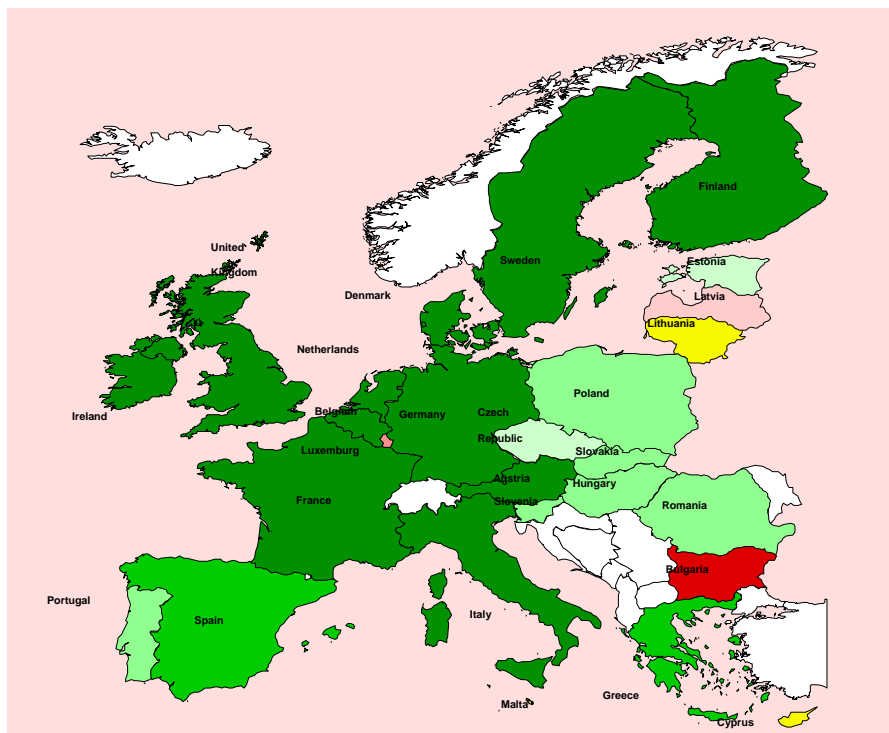 Finland
United
Sweden
Estonia
Kingdom
Denmark
Latvia
Lithuania
Netherlands
Poland
Belgium
Germany
Czech
Ireland
Republic
Luxemburg
Slovakia
Austria
Hungary
France
Slovenia
Romania
Bulgaria
Portugal
Spain
Italy
Greece
Malta
Cyprus